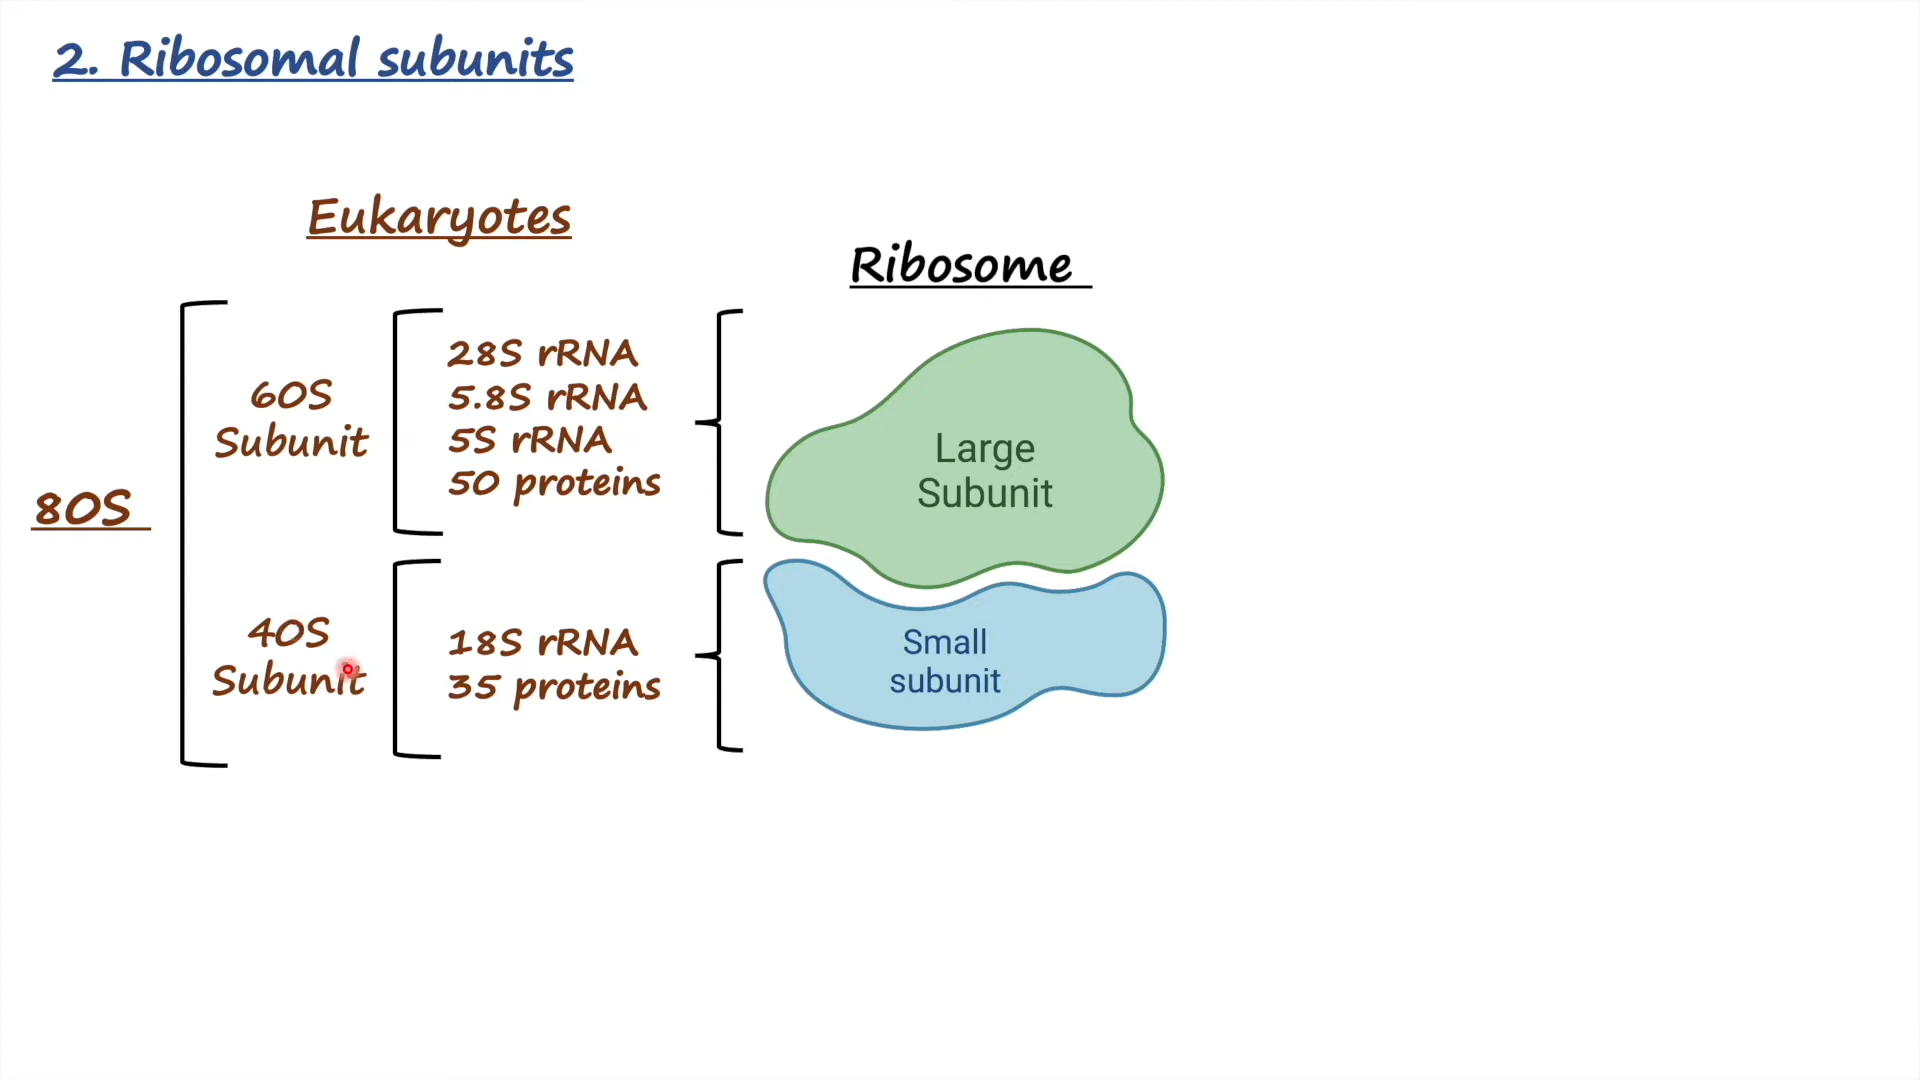 2. Ribosomal subunits
Eukaryotes
Ribosome
80S
60S
Subunit
28S rRNA
5.8S rRNA
5S rRNA
50 proteins
Large
Subunit
40S
Subunit
18S rRNA
35 proteins
Small
subunit